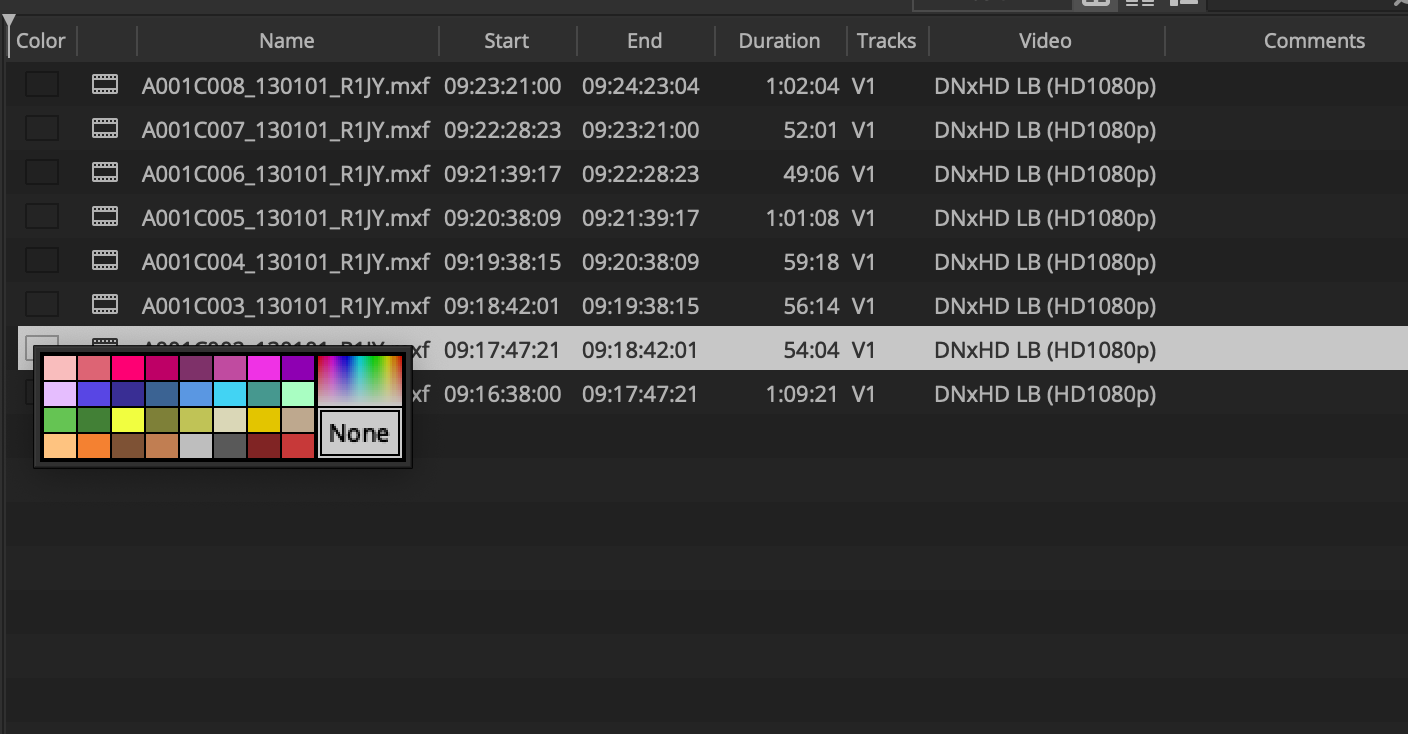 Color Name Start End Duration Tracks Video Comments
A001C008_130101_R1JY.mxf 09:23:21:00 09:24:23:04 1:02:04 V1 DNxHD LB (HD1080p)
A001C007_130101_R1JY.mxf 09:22:28:23 09:23:21:00 52:01 V1 DNxHD LB (HD1080p)
A001C006_130101_R1JY.mxf 09:21:39:17 09:22:28:23 49:06 V1 DNxHD LB (HD1080p)
A001C005_130101_R1JY.mxf 09:20:38:09 09:21:39:17 1:01:08 V1 DNxHD LB (HD1080p)
A001C004_130101_R1JY.mxf 09:19:38:15 09:20:38:09 59:18 V1 DNxHD LB (HD1080p)
A001C003_130101_R1JY.mxf 09:18:42:01 09:19:38:15 56:14 V1 DNxHD LB (HD1080p)
09:17:47:21 09:18:42:01 54:04 V1 DNxHD LB (HD1080p)
xf 09:16:38:00 09:17:47:21 1:09:21 V1 DNxHD LB (HD1080p)
None